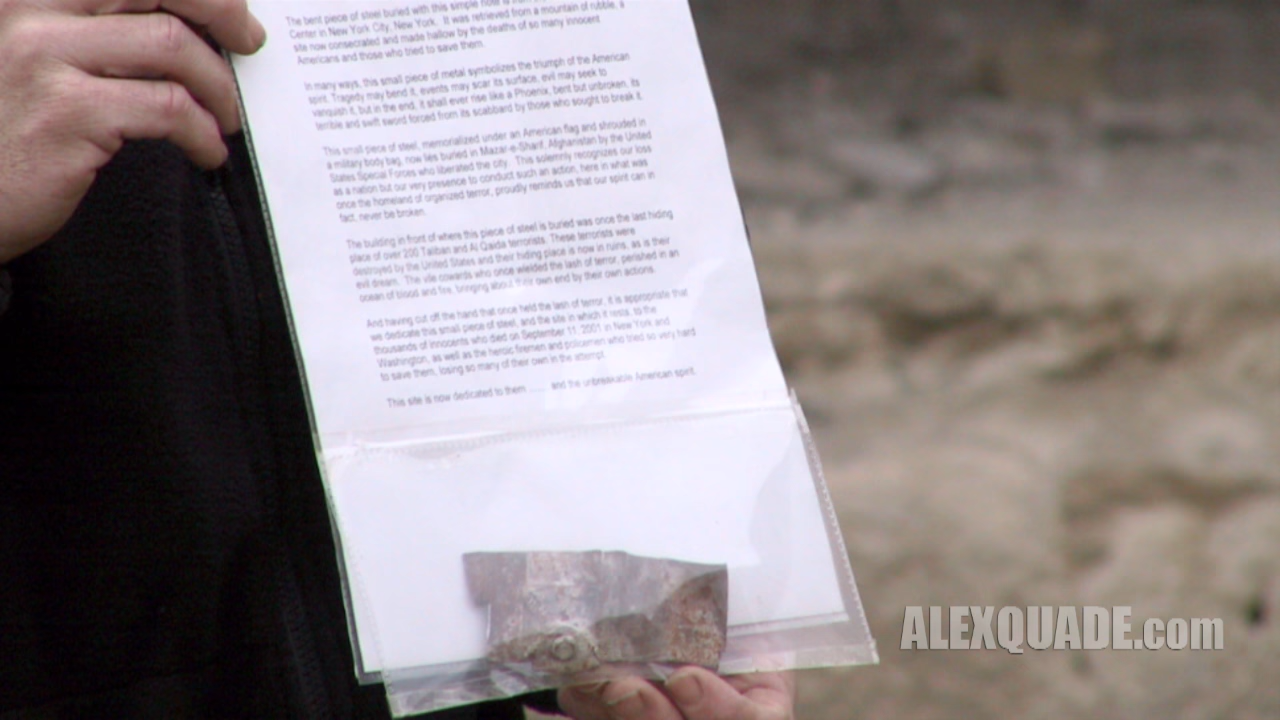 The bent piece of steel buried with this simple note is from the
Center in New York City, New York. It was retrieved from a mountain of rubble, a
site now consecrated and made hallow by the deaths of so many innocent
Americans and those who tried to save them.
In many ways, this small piece of metal symbolizes the triumph of the American
spirit. Tragedy may bend it, events may scar its surface, evil may seek to
vanquish it, but in the end, it shall ever rise like a Phoenix, bent but unbroken, its
terrible and swift sword forced from its scabbard by those who sought to break it.
This small piece of steel, memorialized under an American flag and shrouded in
a military body bag, now lies buried in Mazar-e-Sharif, Afghanistan by the United
States Special Forces who liberated the city. This solemnly recognizes our loss
as a nation but our very presence to conduct such an action, here in what was
once the homeland of organized terror, proudly reminds us that our spirit can in
fact, never be broken.
The building in front of where this piece of steel is buried was once the last hiding
place of over 200 Taliban and Al Qaida terrorists. These terrorists were
destroyed by the United States and their hiding place is now in ruins, as is their
evil dream. The vile cowards who once wielded the lash of terror, perished in an
ocean of blood and fire, bringing about their own end by their own actions.
And having cut off the hand that once held the lash of terror, it is appropriate that
we dedicate this small piece of steel, and the site in which it rests, to the
thousands of innocents who died on September 11, 2001 in New York and
Washington, as well as the heroic firemen and policemen who tried so very hard
to save them, losing so many of their own in the attempt.
This site is now dedicated to them ..... and the unbreakable American spirit.
ALEXQUADE.com